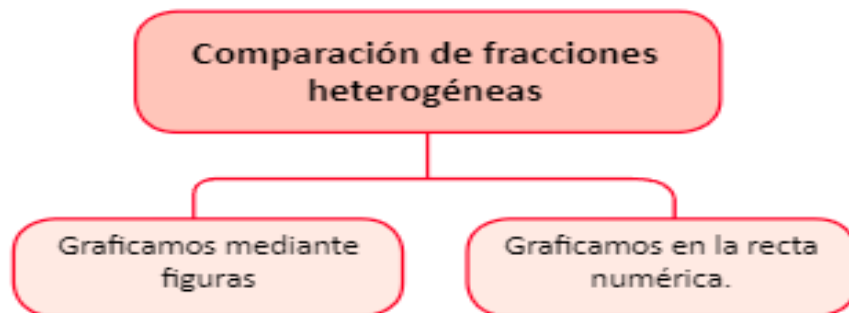 Comparación de fracciones
heterogéneas
Graficamos mediante
figuras
Graficamos en la recta
numérica.